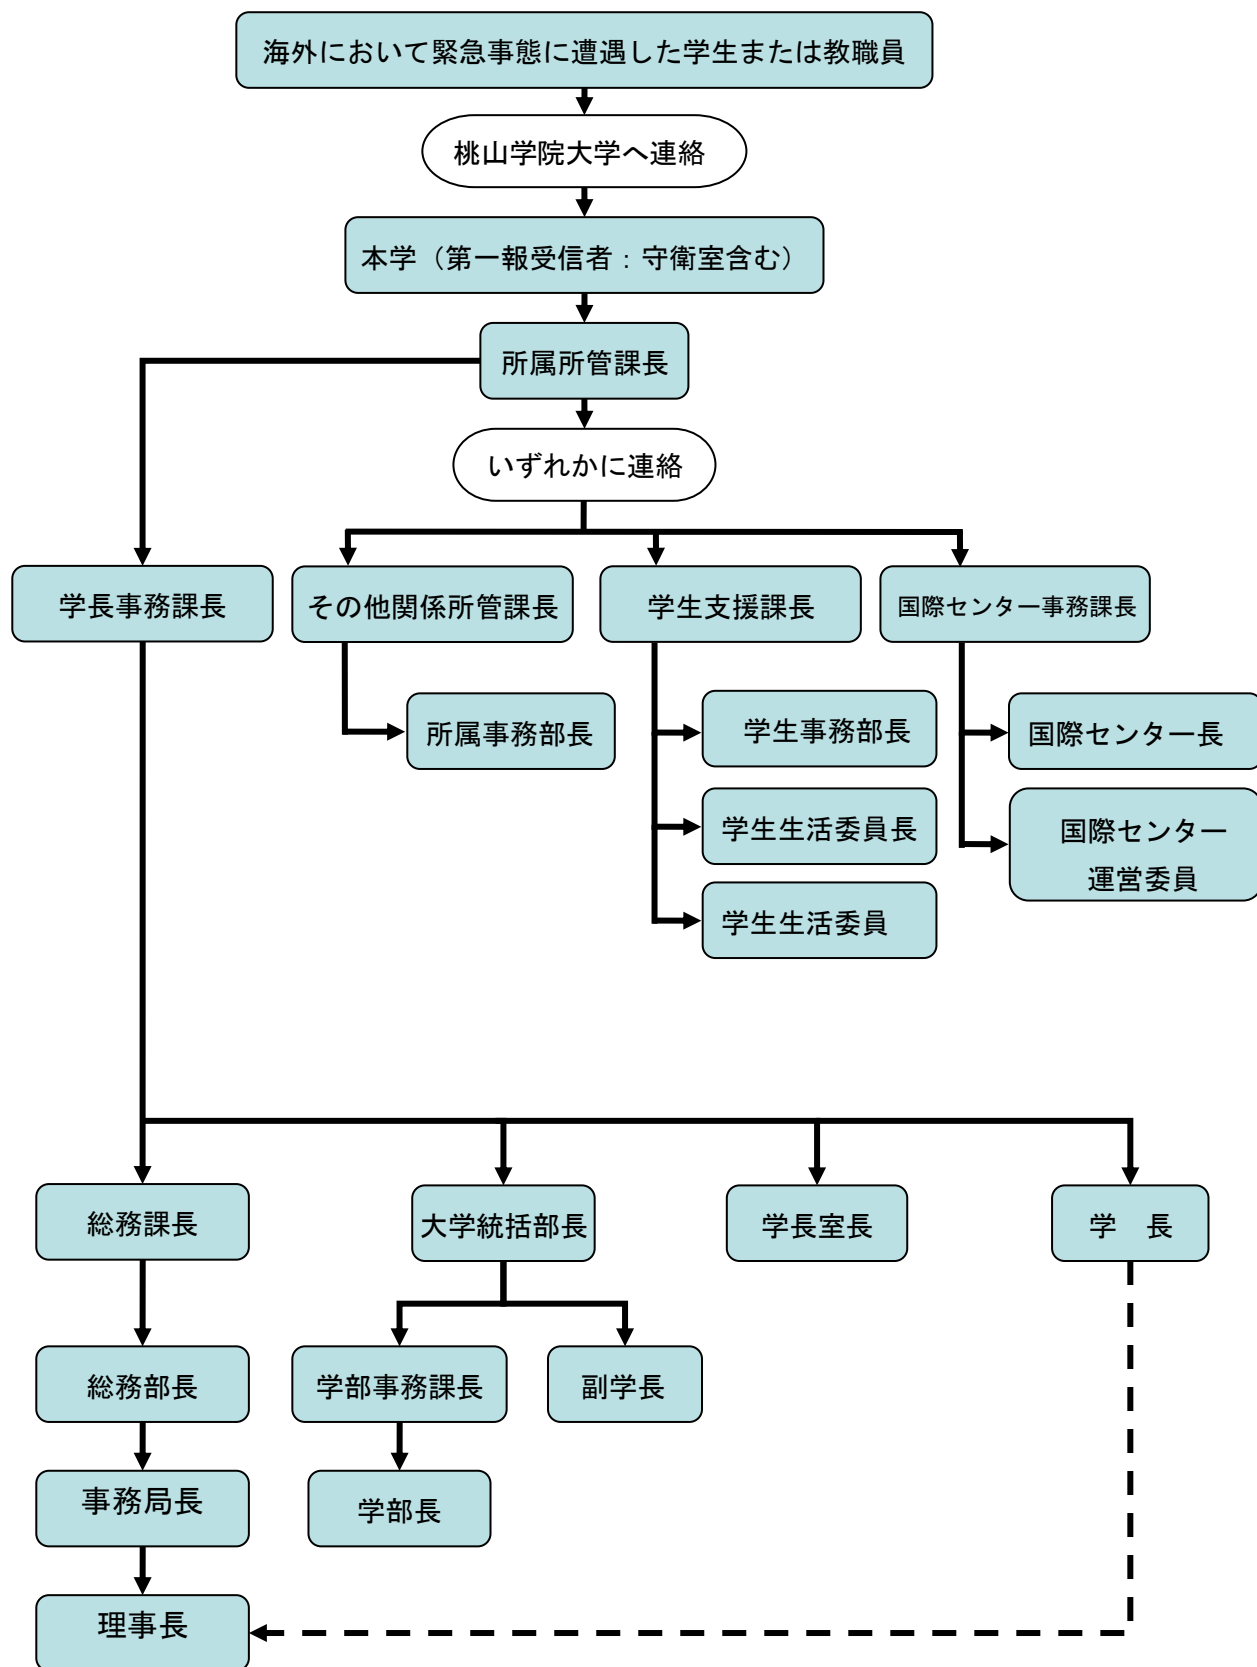 海外において緊急事態に遭遇した学生または教職員
桃山学院大学へ連絡
本学（第一報受信者：守衛室含む）
所属所管課長
いずれかに連絡
学長事務課長
その他関係所管課長
学生支援課長
国際センター事務課長
所属事務部長
学生事務部長
国際センター長
学生生活委員長
国際センター
運営委員
学生生活委員
総務課長
大学統括部長
学長室長
学　長
総務部長
学部事務課長
副学長
事務局長
学部長
理事長